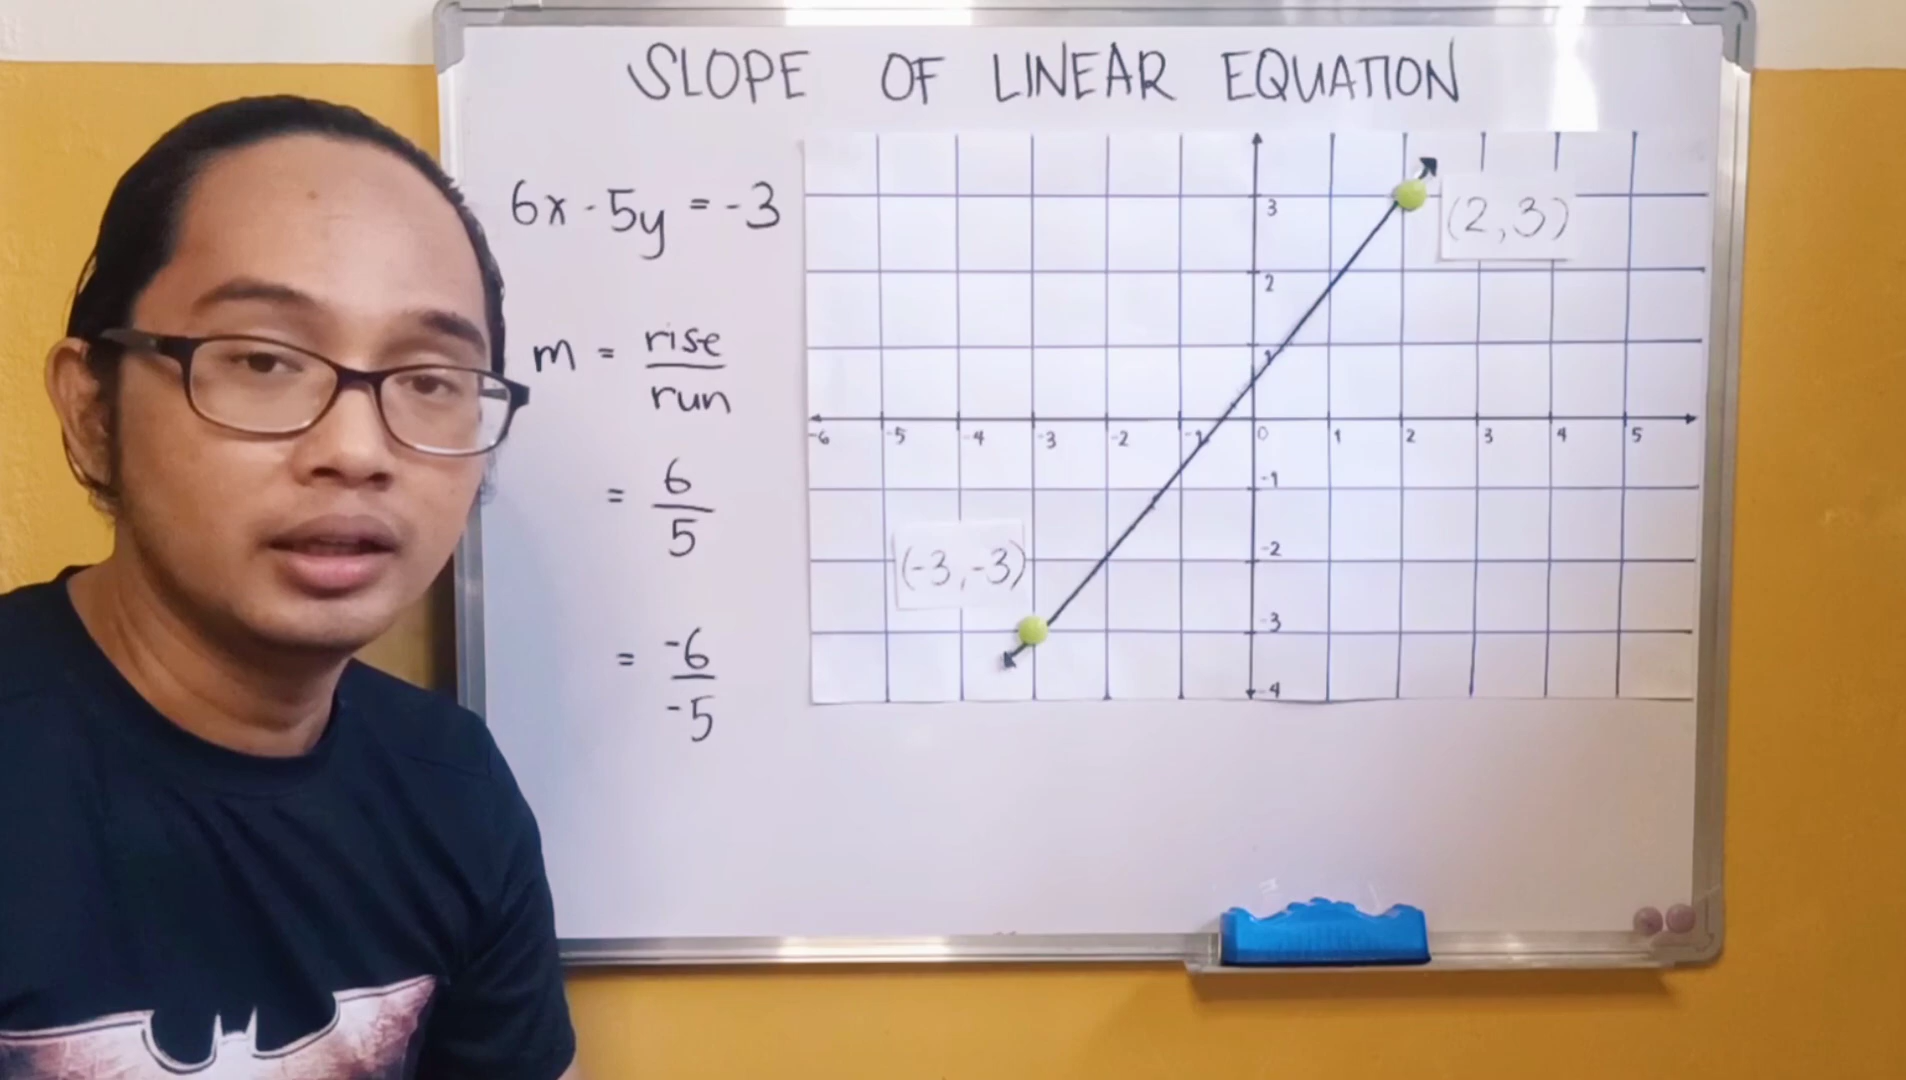 SLOPE OF LINEAR EQUATION
6x - 5y = -3
m = rise
run
= 6
5
= -6
-5
3
(2,3)
2
1
-6 -5 -4 -3 -2 -1 0 1 2 3 4 5
-1
-2
(-3,-3)
-3
-4